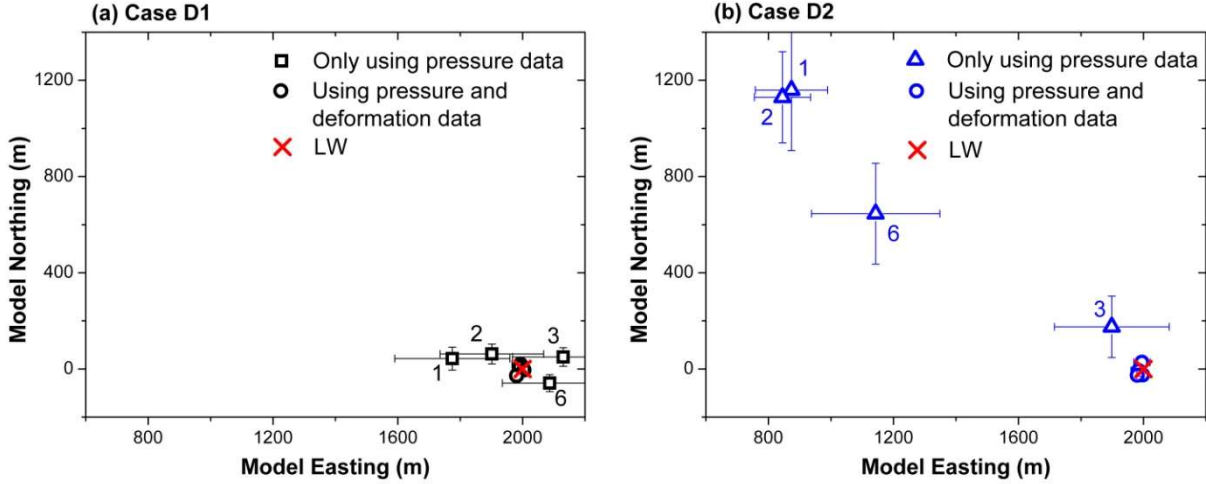 (a) Case D1
Only using pressure data
Using pressure and
deformation data
LW
1200
800
400
0
Model Northing (m)
1
2
3
6
800
1200
1600
2000
Model Easting (m)
(b) Case D2
Only using pressure data
Using pressure and
deformation data
LW
1200
800
400
0
Model Northing (m)
1
2
6
3
800
1200
1600
2000
Model Easting (m)